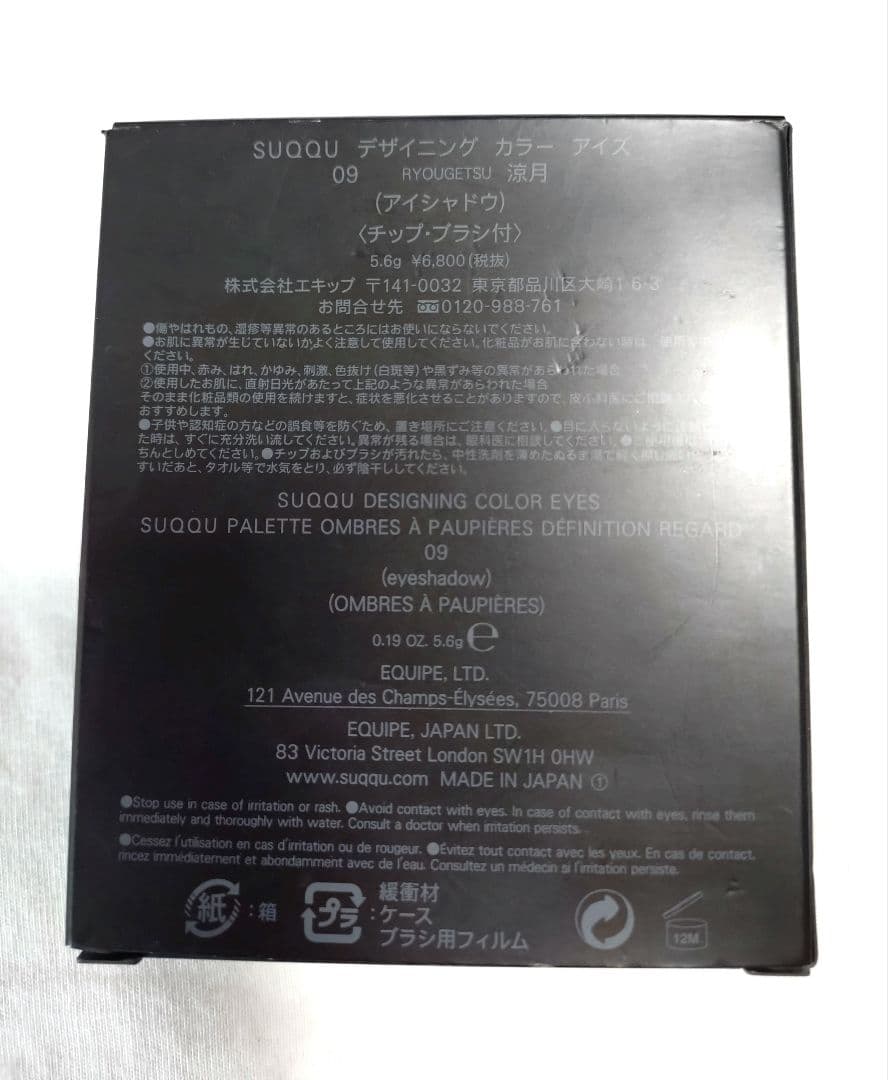 SUQQU デザイニング カラー アイズ
09 RYOUGETSU 涼月
(アイシャドウ)
〈チップ・ブラシ付〉
5.6g ¥6,800(税抜)
株式会社エキップ 〒141-0032 東京都品川区大崎1-6-3
お問合せ先 0120-988-761
●傷やはれもの、湿疹等異常のあるところにはお使いにならないでください。
●お肌に異常が生じていないかよく注意して使用してください。化粧品がお肌に合わない時は、使用を
ください。
①使用中、赤み、はれ、かゆみ、刺激、色抜け(白斑等)や黒ずみ等の異常があらわれた場合
②使用したお肌に、直射日光があたって上記のような異常があらわれた場合
そのまま化粧品類の使用を続けますと、症状を悪化させることがありますので、皮ふ科医にご相談
おすすめします。
●子供や認知症の方などの誤食等を防ぐため、置き場所にご注意ください。●目に入らないように
た時は、すぐに充分洗い流してください。異常が残る場合は、眼科医に相談してください。
ちんとしめてください。●チップおよびブラシが汚れたら、中性洗剤を薄めたぬるま湯で
すいだあと、タオル等で水気をとり、必ず陰干ししてください。
SUQQU DESIGNING COLOR EYES
SUQQU PALETTE OMBRES À PAUPIÈRES DÉFINITION REGARD
09
(eyeshadow)
(OMBRES À PAUPIÈRES)
0.19 OZ. 5.6g ℮
EQUIPE, LTD.
121 Avenue des Champs-Élysées, 75008 Paris
EQUIPE, JAPAN LTD.
83 Victoria Street London SW1H 0HW
www.suqqu.com MADE IN JAPAN ①
●Stop use in case of irritation or rash. ●Avoid contact with eyes. In case of contact with eyes, rinse them
immediately and thoroughly with water. Consult a doctor when irritation persists.
●Cessez l'utilisation en cas d'irritation ou de rougeur. ●Évitez tout contact avec les yeux. En cas de contact,
rincez immédiatement et abondamment avec de l'eau. Consultez un médecin si l'irritation persiste.
紙:箱
プラ:緩衝材
ケース
ブラシ用フィルム
12M